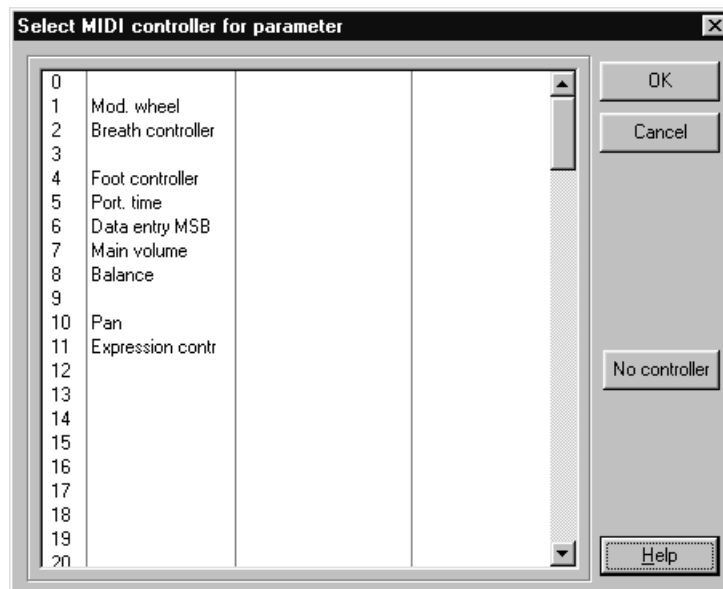 Select MIDI controller for parameter
0
1 Mod. wheel
2 Breath controller
3
4 Foot controller
5 Port. time
6 Data entry MSB
7 Main volume
8 Balance
9
10 Pan
11 Expression contr
12
13
14
15
16
17
18
19
20
OK
Cancel
No controller
Help